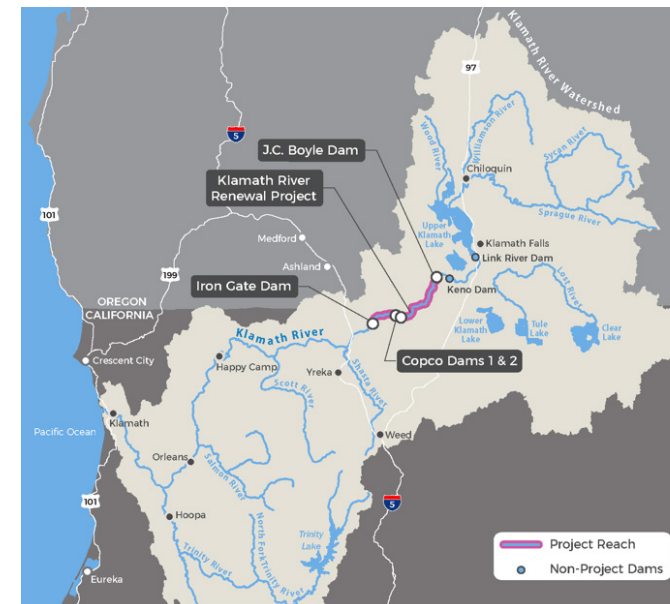 Klamath River Watershed
97
Wood River
Williamson River
Sycan River
J.C. Boyle Dam
5
Chiloquin
Klamath River
Renewal Project
Sprague River
101
Upper
Klamath
Lake
Medford
Klamath Falls
Link River Dam
Ashland
199
Keno Dam
Lost River
Iron Gate Dam
OREGON
CALIFORNIA
Lower
Klamath
Lake
Tule
Lake
Clear
Lake
Klamath River
Crescent City
Happy Camp
Copco Dams 1 & 2
Yreka
Shasta River
Scott River
Klamath
Pacific Ocean
Weed
Orleans
Salmon River
101
5
Hoopa
North Fork Trinity River
Trinity
Lake
Trinity River
Project Reach
Non-Project Dams
Eureka